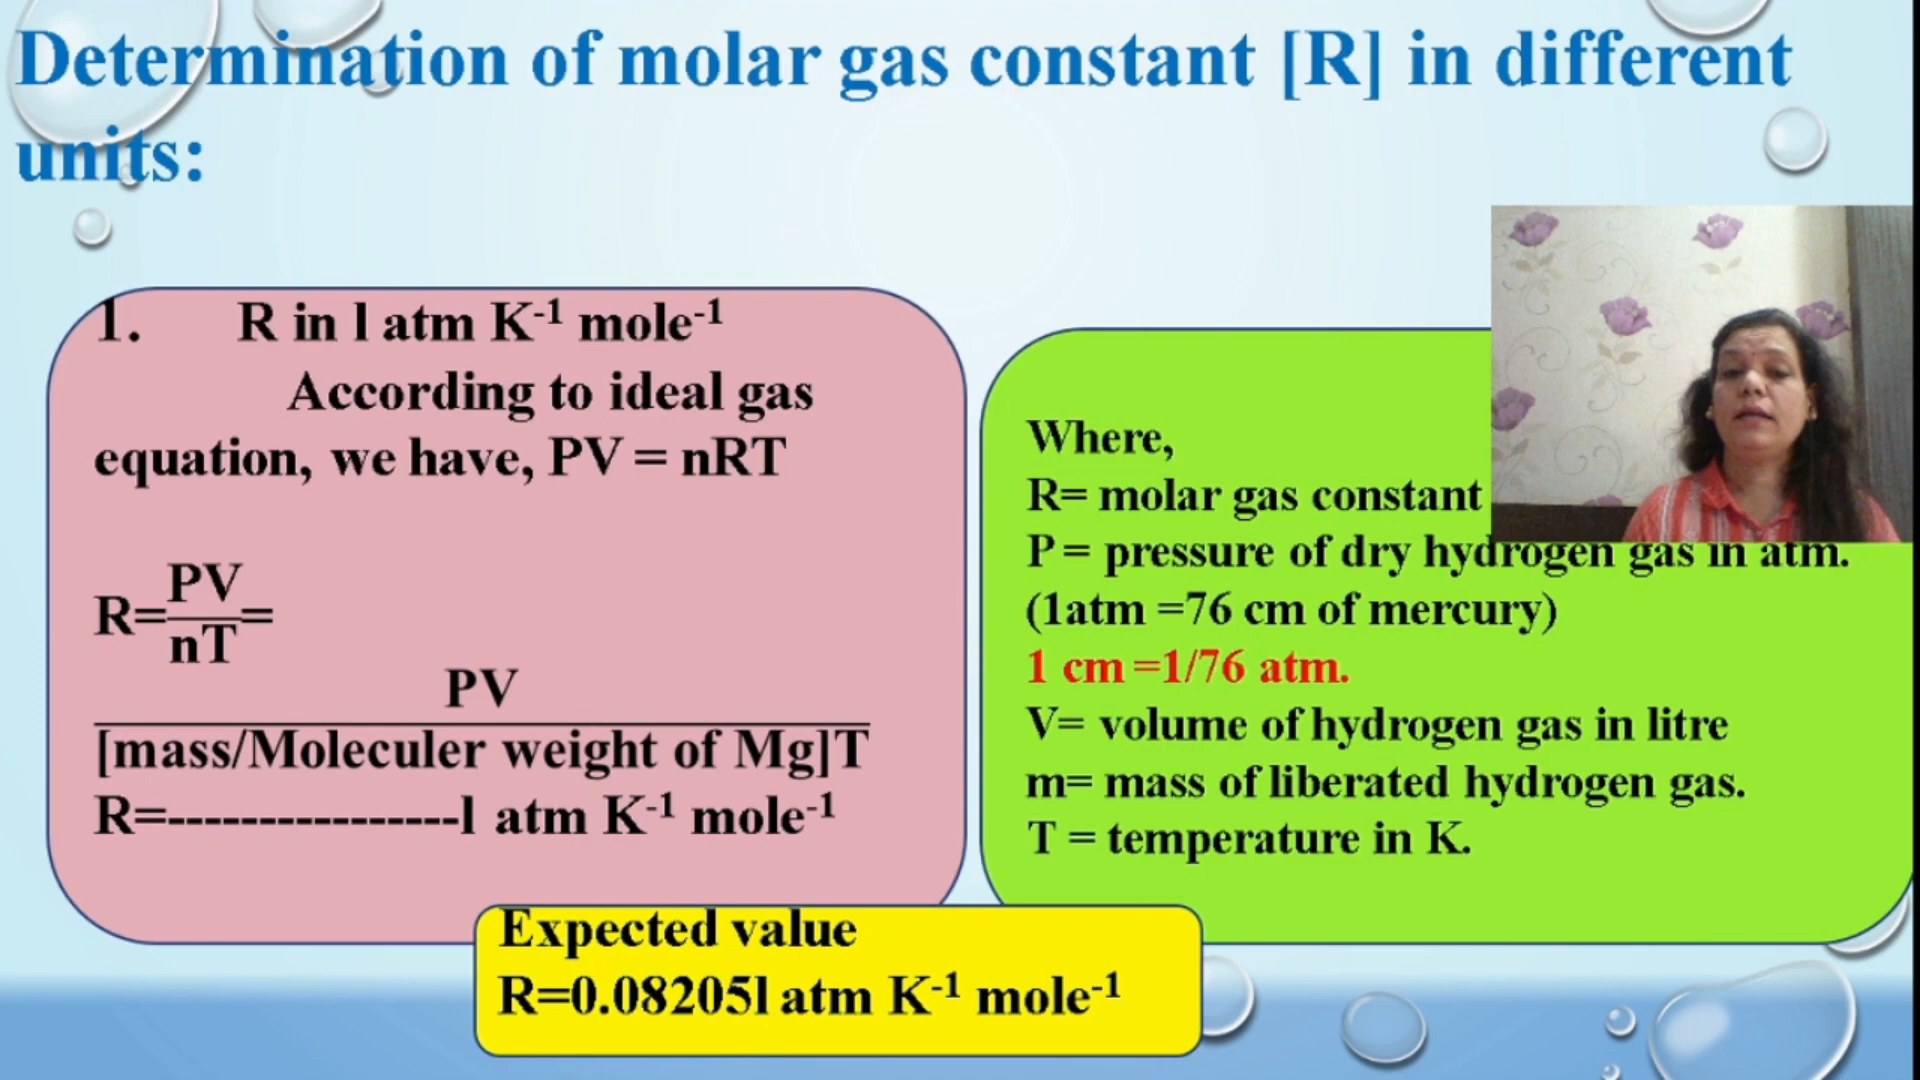 Determination of molar gas constant [R] in different
units:
1. R in l atm K⁻¹ mole⁻¹
According to ideal gas
equation, we have, PV = nRT
R=PV/nT=
PV
[mass/Moleculer weight of Mg]T
R=----------------l atm K⁻¹ mole⁻¹
Where,
R= molar gas constant
P= pressure of dry hydrogen gas in atm.
(1atm =76 cm of mercury)
1 cm=1/76 atm.
V= volume of hydrogen gas in litre
m= mass of liberated hydrogen gas.
T = temperature in K.
Expected value
R=0.08205l atm K⁻¹ mole⁻¹